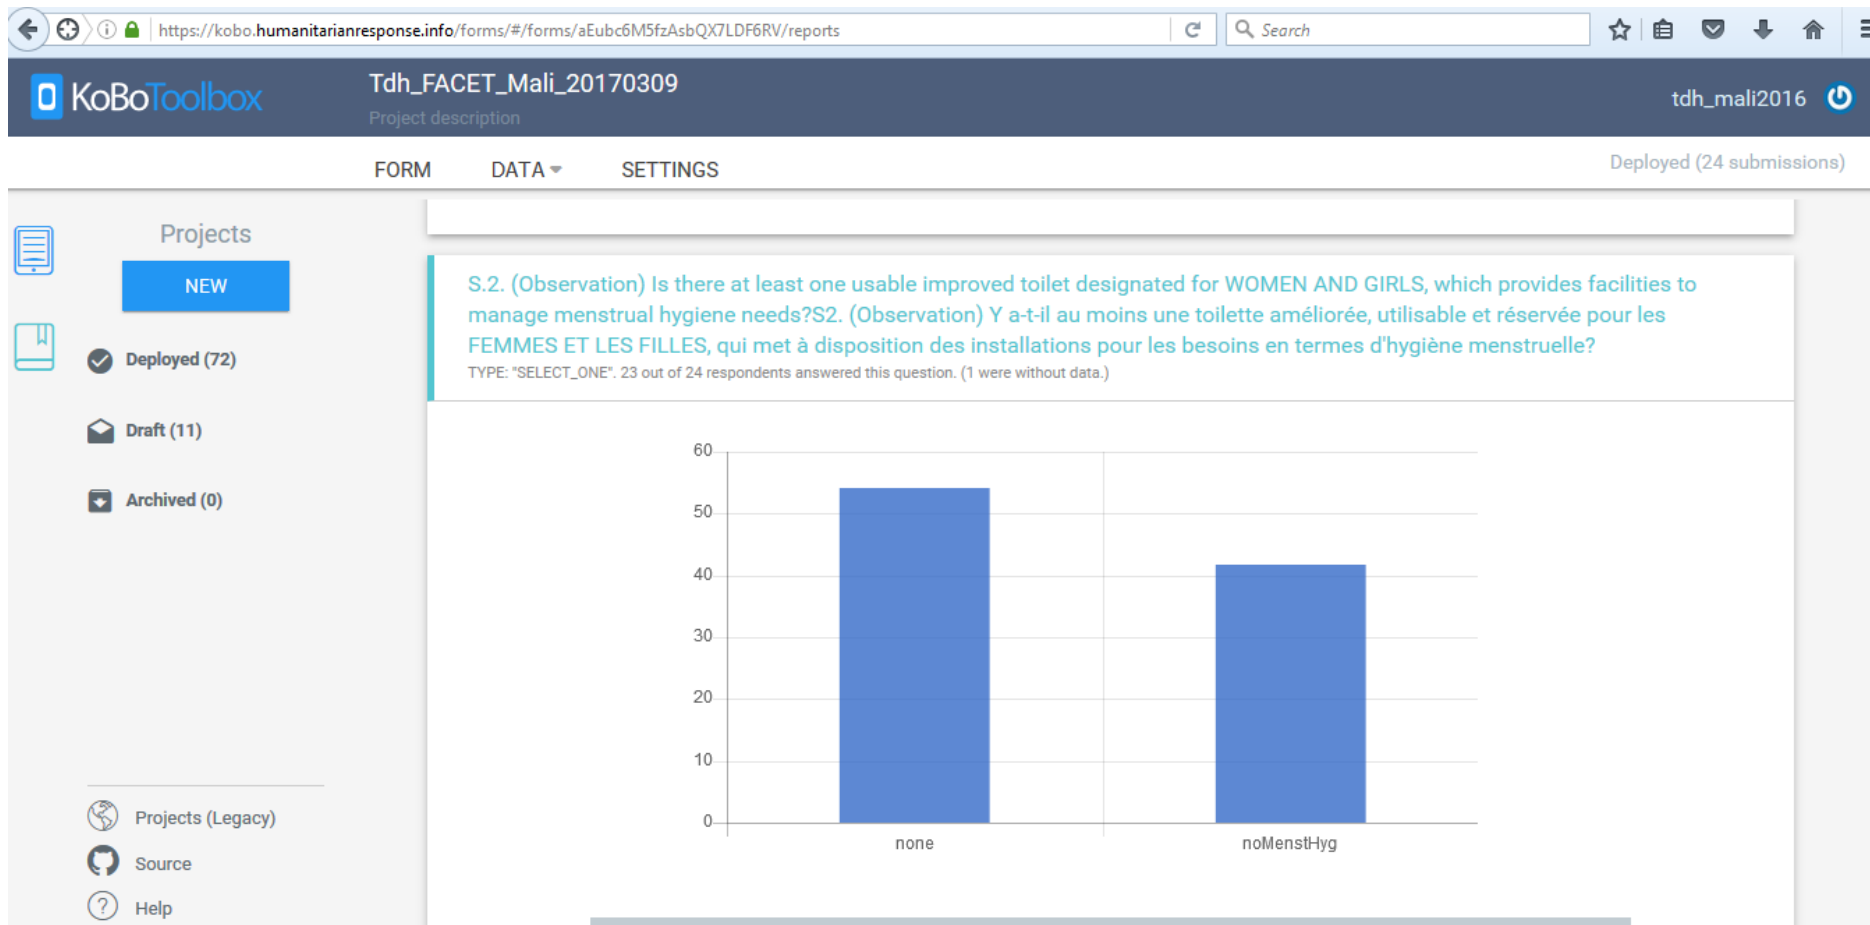 https://kobo.humanitarianresponse.info/forms/#/forms/aEubc6M5fzAsbQX7LDF6RV/reports
Search
KoBoToolbox
Tdh_FACET_Mali_20170309
Project description
tdh_mali2016
FORM
DATA
SETTINGS
Deployed (24 submissions)
Projects
NEW
Deployed (72)
Draft (11)
Archived (0)
Projects (Legacy)
Source
Help
S.2. (Observation) Is there at least one usable improved toilet designated for WOMEN AND GIRLS, which provides facilities to
manage menstrual hygiene needs?S2. (Observation) Y a-t-il au moins une toilette améliorée, utilisable et réservée pour les
FEMMES ET LES FILLES, qui met à disposition des installations pour les besoins en termes d'hygiène menstruelle?
TYPE: "SELECT_ONE". 23 out of 24 respondents answered this question. (1 were without data.)
60
50
40
30
20
10
0
none
noMenstHyg